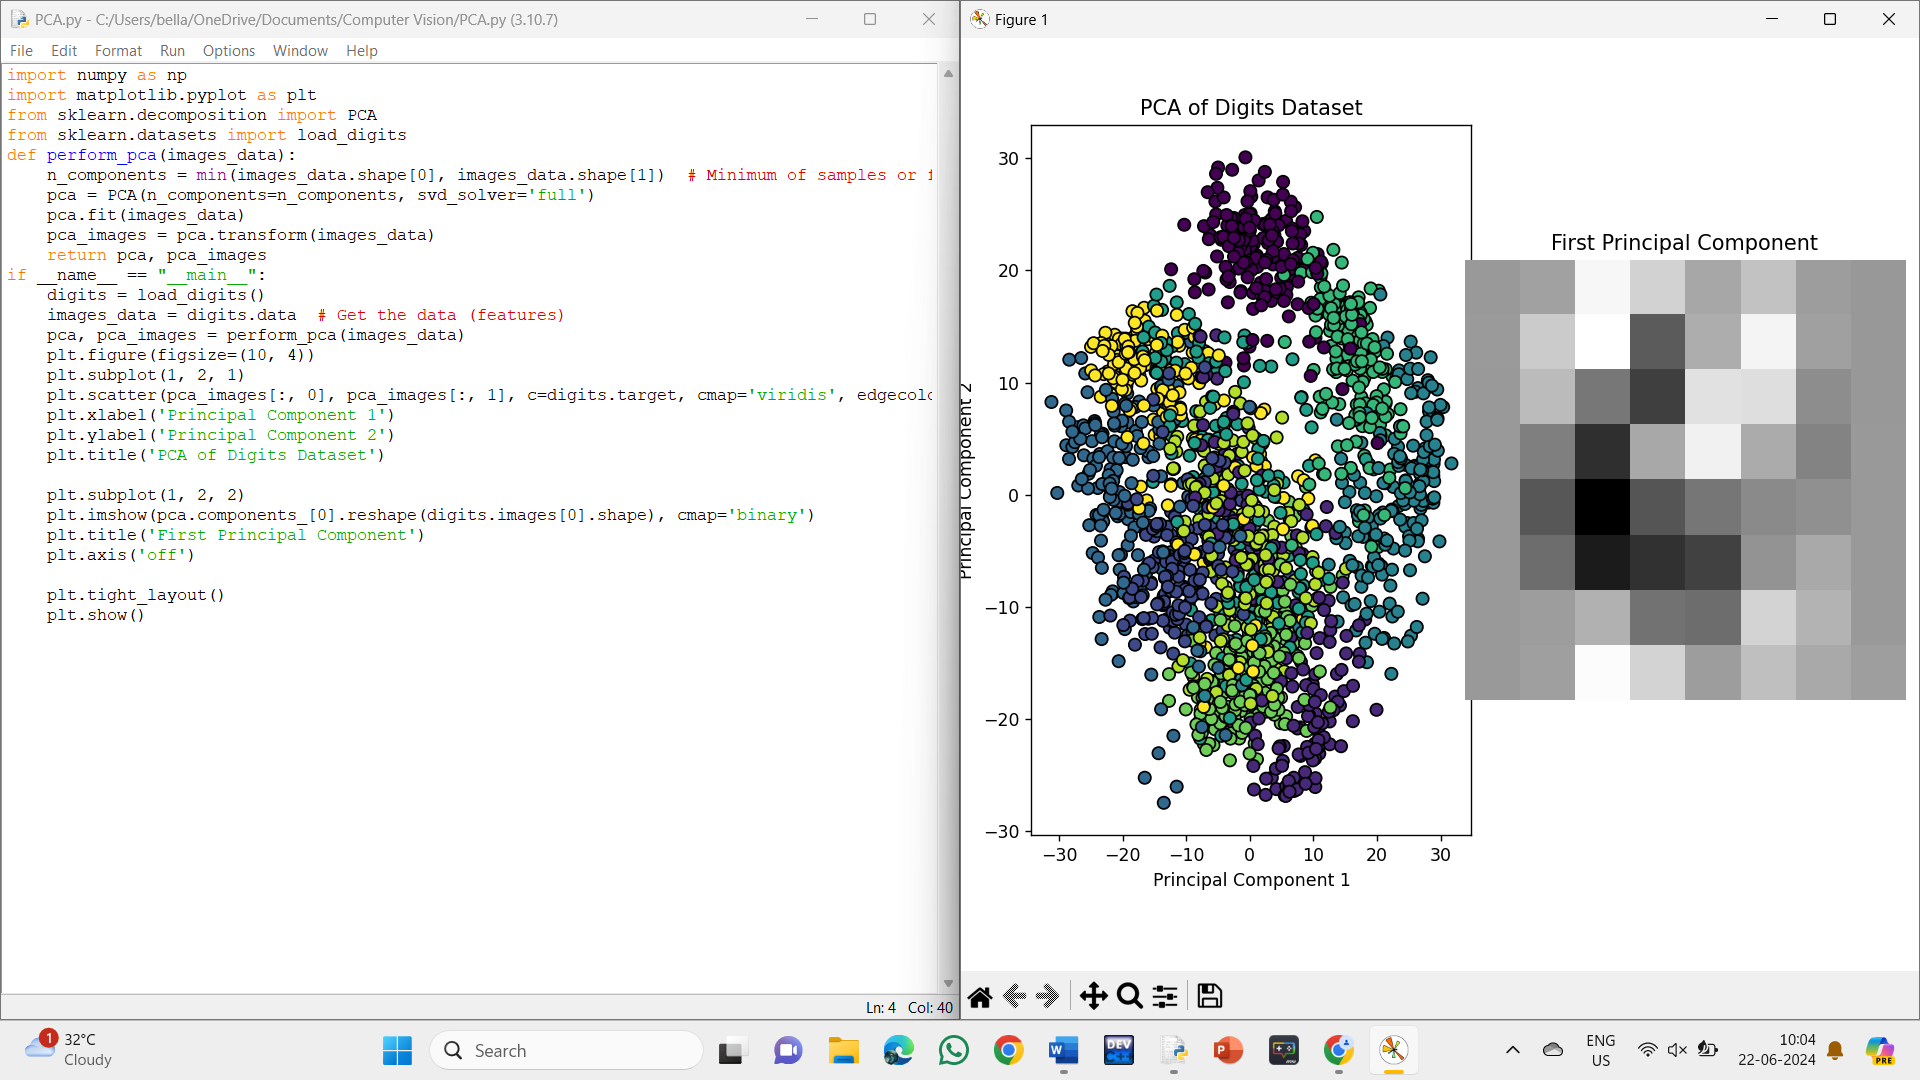 PCA.py - C:/Users/bella/OneDrive/Documents/Computer Vision/PCA.py (3.10.7)
File Edit Format Run Options Window Help
import numpy as np
import matplotlib.pyplot as plt
from sklearn.decomposition import PCA
from sklearn.datasets import load_digits
def perform_pca(images_data):
    n_components = min(images_data.shape[0], images_data.shape[1])  # Minimum of samples or
    pca = PCA(n_components=n_components, svd_solver='full')
    pca.fit(images_data)
    pca_images = pca.transform(images_data)
    return pca, pca_images
if __name__ == "__main__":
    digits = load_digits()
    images_data = digits.data  # Get the data (features)
    pca, pca_images = perform_pca(images_data)
    plt.figure(figsize=(10, 4))
    plt.subplot(1, 2, 1)
    plt.scatter(pca_images[:, 0], pca_images[:, 1], c=digits.target, cmap='viridis', edgecolo
    plt.xlabel('Principal Component 1')
    plt.ylabel('Principal Component 2')
    plt.title('PCA of Digits Dataset')
    plt.subplot(1, 2, 2)
    plt.imshow(pca.components_[0].reshape(digits.images[0].shape), cmap='binary')
    plt.title('First Principal Component')
    plt.axis('off')
    plt.tight_layout()
    plt.show()
Ln: 4 Col: 40
Figure 1
PCA of Digits Dataset
30
20
10
0
−10
−20
−30
Principal Component 2
−30 −20 −10 0 10 20 30
Principal Component 1
First Principal Component
1
32°C
Cloudy
Search
DEV
C++
W
P
PRE
ENG
US
10:04
22-06-2024